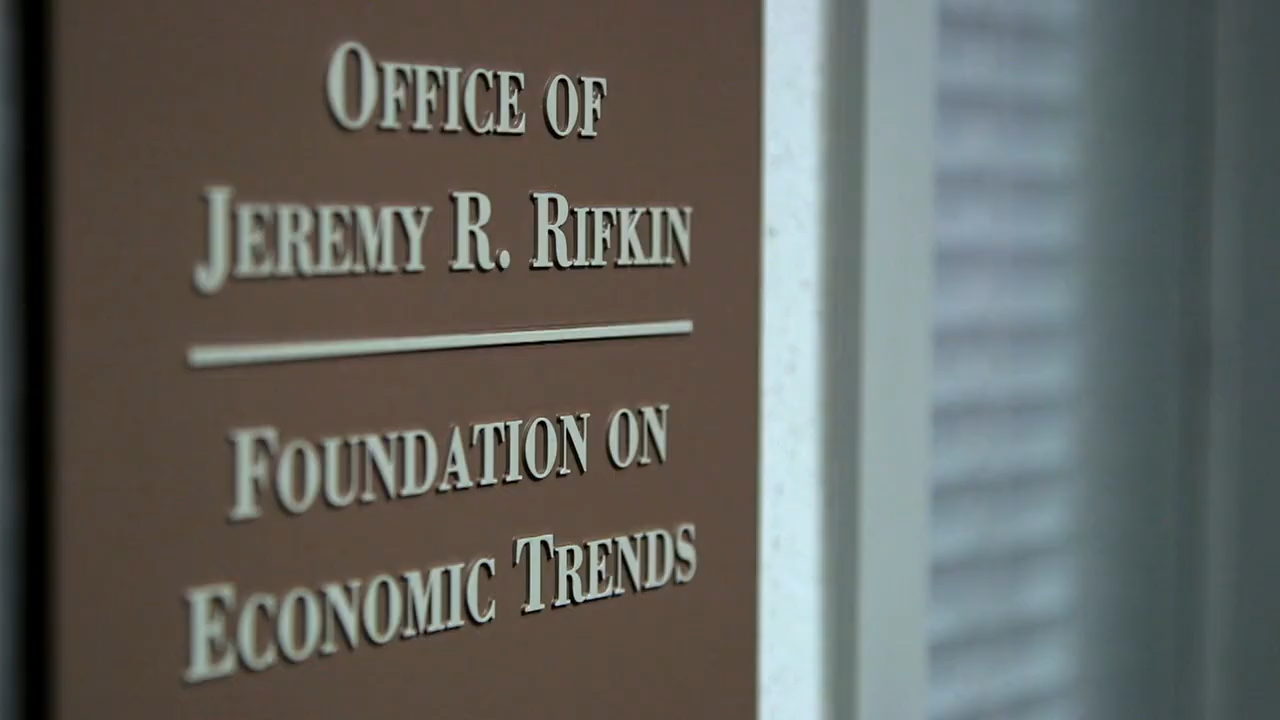 OFFICE OF
JEREMY R. RIFKIN
FOUNDATION ON
ECONOMIC TRENDS